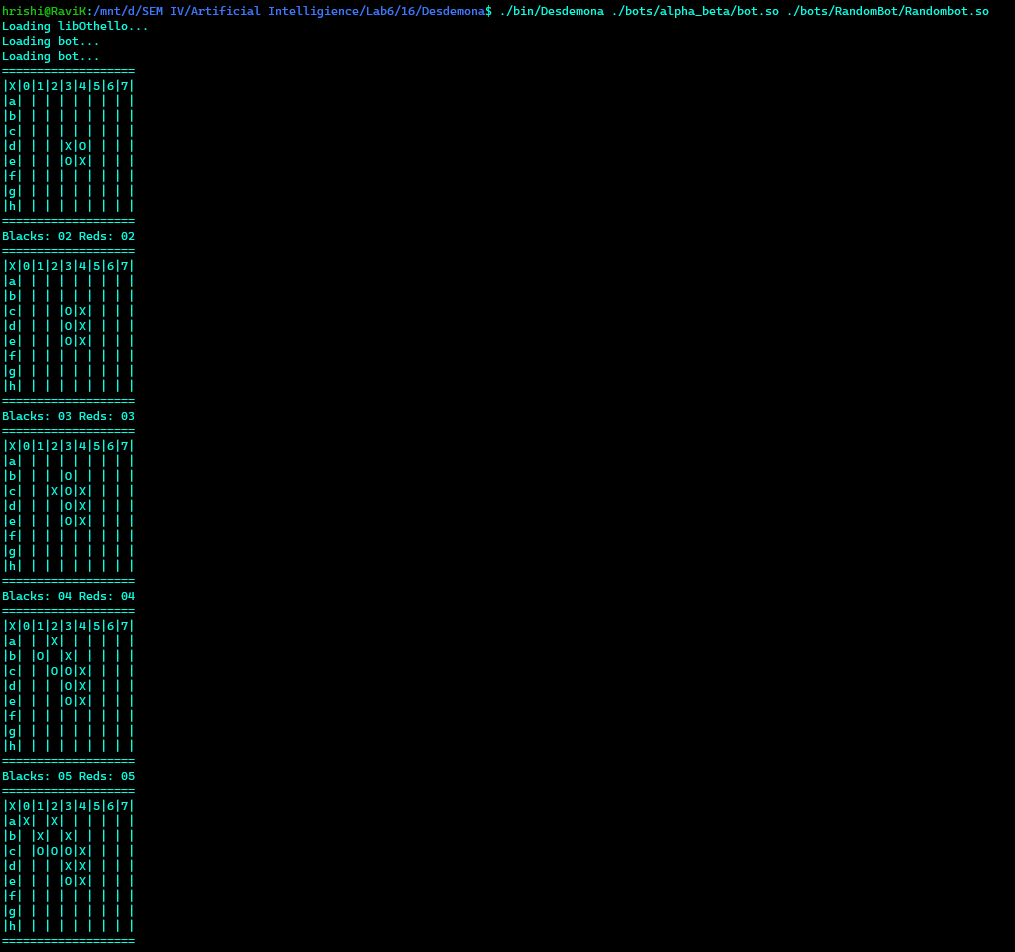 hrishi@RaviK:/mnt/d/SEM IV/Artificial Intelligience/Lab6/16/Desdemona$ ./bin/Desdemona ./bots/alpha_beta/bot.so ./bots/RandomBot/Randombot.so
Loading libOthello...
Loading bot...
Loading bot...
===================
|X|0|1|2|3|4|5|6|7|
|a| | | | | | | | |
|b| | | | | | | | |
|c| | | | | | | | |
|d| | | |X|O| | | |
|e| | | |O|X| | | |
|f| | | | | | | | |
|g| | | | | | | | |
|h| | | | | | | | |
===================
Blacks: 02 Reds: 02
===================
|X|0|1|2|3|4|5|6|7|
|a| | | | | | | | |
|b| | | | | | | | |
|c| | | |O|X| | | |
|d| | | |O|X| | | |
|e| | | |O|X| | | |
|f| | | | | | | | |
|g| | | | | | | | |
|h| | | | | | | | |
===================
Blacks: 03 Reds: 03
===================
|X|0|1|2|3|4|5|6|7|
|a| | | | | | | | |
|b| | | |O| | | | |
|c| | |X|O|X| | | |
|d| | | |O|X| | | |
|e| | | |O|X| | | |
|f| | | | | | | | |
|g| | | | | | | | |
|h| | | | | | | | |
===================
Blacks: 04 Reds: 04
===================
|X|0|1|2|3|4|5|6|7|
|a| | |X| | | | | |
|b| |O| |X| | | | |
|c| | |O|O|X| | | |
|d| | | |O|X| | | |
|e| | | |O|X| | | |
|f| | | | | | | | |
|g| | | | | | | | |
|h| | | | | | | | |
===================
Blacks: 05 Reds: 05
===================
|X|0|1|2|3|4|5|6|7|
|a|X| |X| | | | | |
|b| |X| |X| | | | |
|c| |O|O|O|X| | | |
|d| | | |X|X| | | |
|e| | | |O|X| | | |
|f| | | | | | | | |
|g| | | | | | | | |
|h| | | | | | | | |
===================